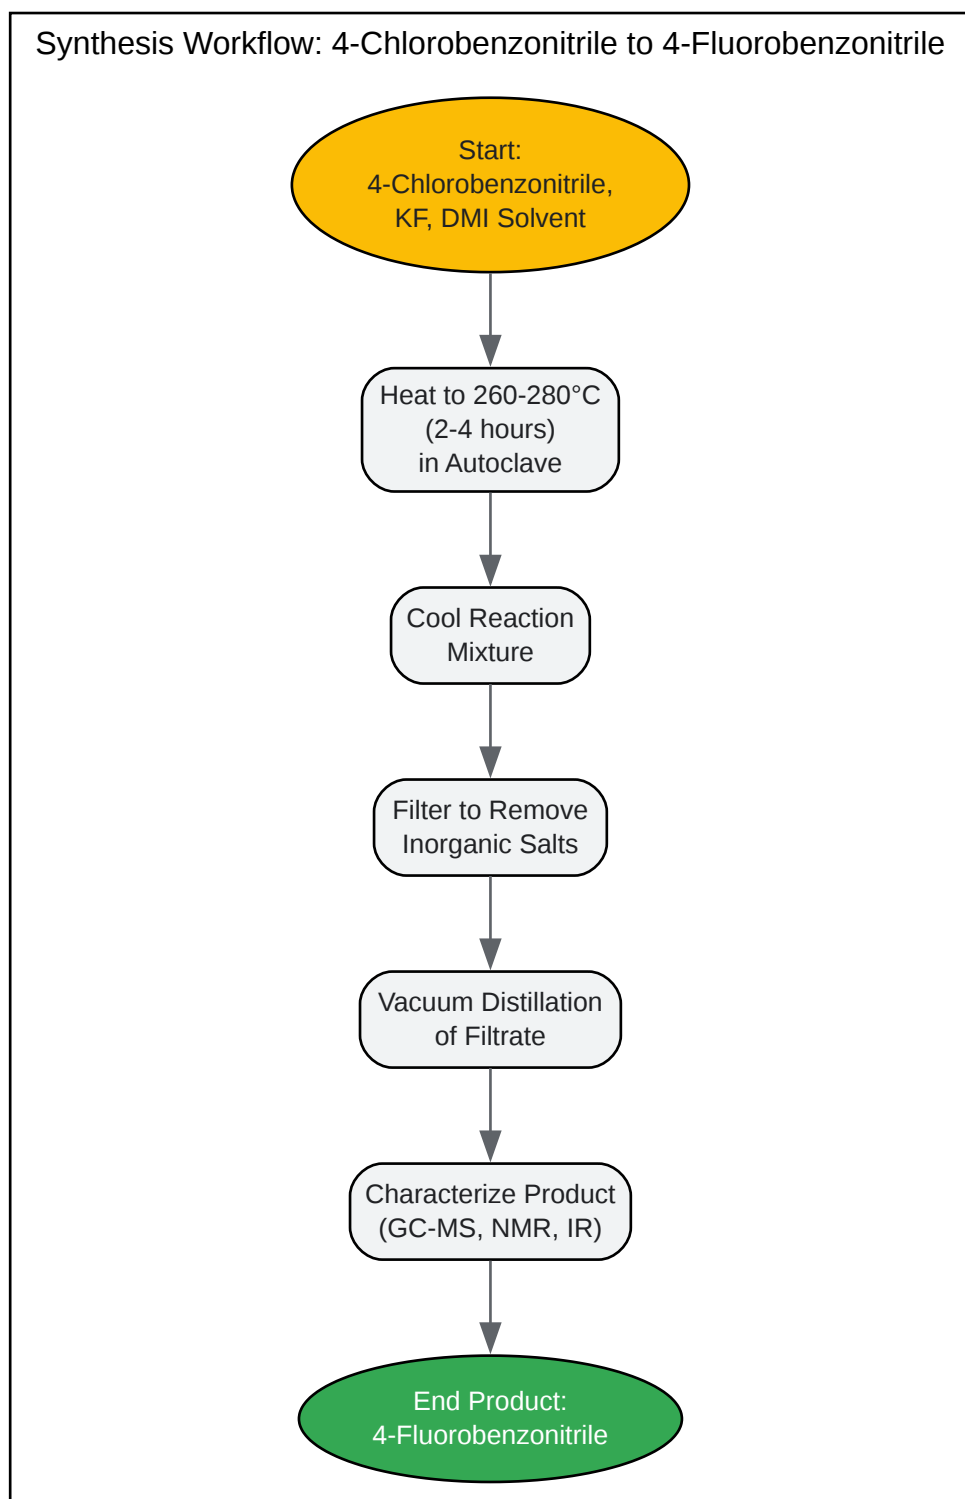 Synthesis Workflow: 4-Chlorobenzonitrile to 4-Fluorobenzonitrile
Start:
4-Chlorobenzonitrile,
KF, DMI Solvent
Heat to 260-280°C
(2-4 hours)
in Autoclave
Cool Reaction
Mixture
Filter to Remove
Inorganic Salts
Vacuum Distillation
of Filtrate
Characterize Product
(GC-MS, NMR, IR)
End Product:
4-Fluorobenzonitrile